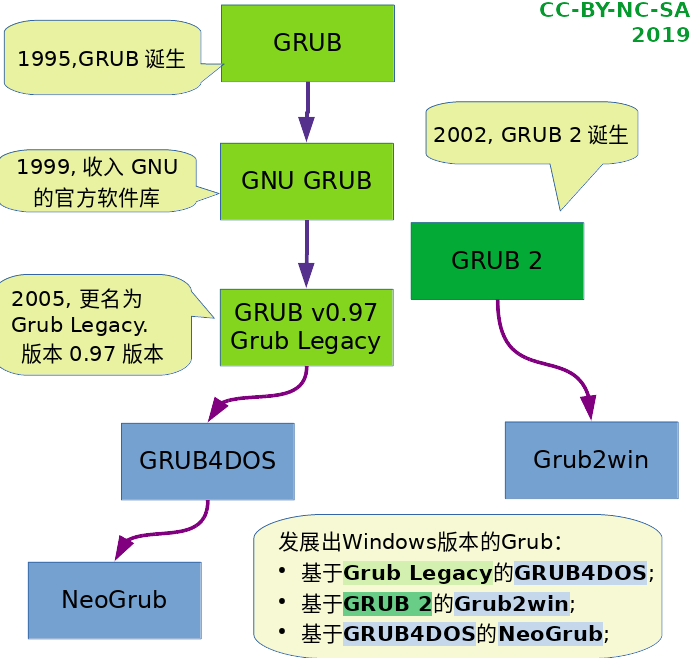 CC-BY-NC-SA
2019
GRUB
1995,GRUB 诞生
2002, GRUB 2 诞生
1999, 收入 GNU
的官方软件库
GNU GRUB
GRUB 2
2005, 更名为
Grub Legacy.
版本 0.97 版本
GRUB v0.97
Grub Legacy
GRUB4DOS
Grub2win
NeoGrub
发展出Windows版本的Grub：
• 基于Grub Legacy的GRUB4DOS;
• 基于GRUB 2的Grub2win;
• 基于GRUB4DOS的NeoGrub;